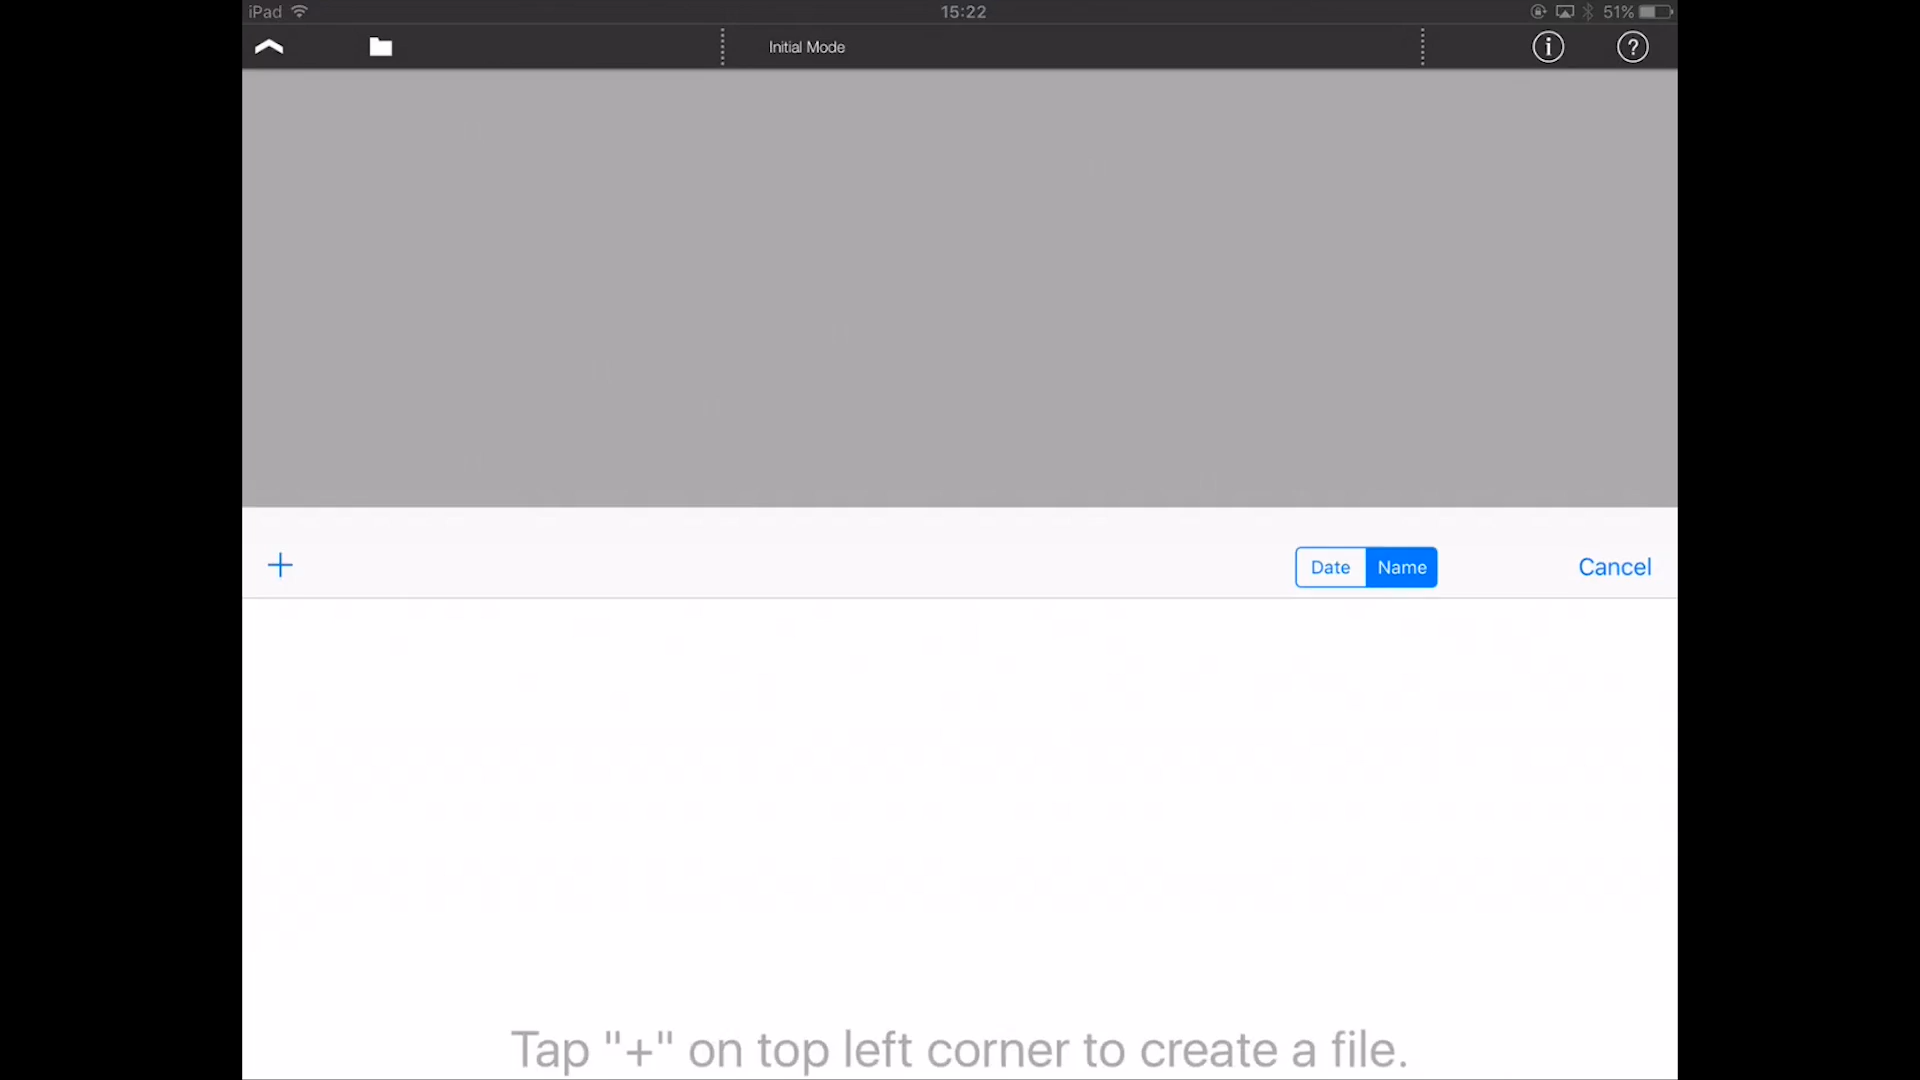 iPad 15:22 51%
Initial Mode i ?
+ Date Name Cancel
Tap "+" on top left corner to create a file.